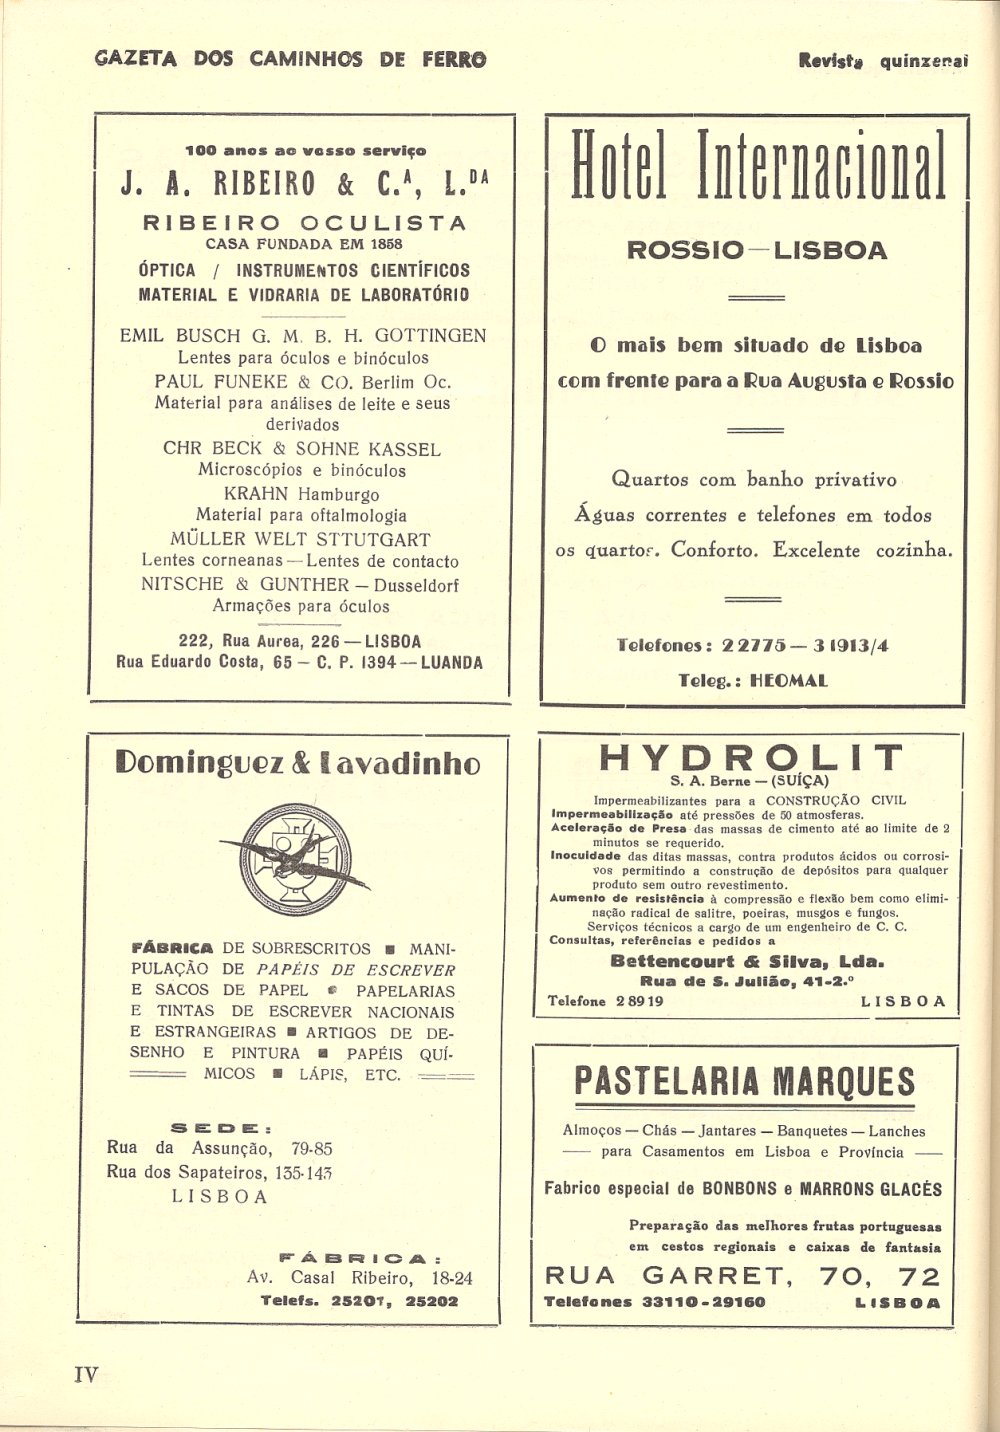 GAZETA DOS CAMINHOS DE FERRO
Revista quinzenal
100 anos ao vosso serviço
J. A. RIBEIRO & C.A, L.DA
RIBEIRO OCULISTA
CASA FUNDADA EM 1858
ÓPTICA / INSTRUMENTOS CIENTÍFICOS
MATERIAL E VIDRARIA DE LABORATÓRIO
EMIL BUSCH G. M. B. H. GOTTINGEN
Lentes para óculos e binóculos
PAUL FUNEKE & CO. Berlim Oc.
Material para análises de leite e seus
derivados
CHR BECK & SOHNE KASSEL
Microscópios e binóculos
KRAHN Hamburgo
Material para oftalmologia
MÜLLER WELT STTUTGART
Lentes corneanas — Lentes de contacto
NITSCHE & GUNTHER — Dusseldorf
Armações para óculos
222, Rua Aurea, 226 — LISBOA
Rua Eduardo Costa, 65 — C. P. 1394 — LUANDA
Hotel Internacional
ROSSIO — LISBOA
O mais bem situado de Lisboa
com frente para a Rua Augusta e Rossio
Quartos com banho privativo
Águas correntes e telefones em todos
os quartos. Conforto. Excelente cozinha.
Telefones: 2 2775 — 3 1913/4
Teleg.: HEOMAL
Dominguez & Lavadinho
FÁBRICA DE SOBRESCRITOS ■ MANI-
PULAÇÃO DE PAPÉIS DE ESCREVER
E SACOS DE PAPEL ■ PAPELARIAS
E TINTAS DE ESCREVER NACIONAIS
E ESTRANGEIRAS ■ ARTIGOS DE DE-
SENHO E PINTURA ■ PAPÉIS QUÍ-
MICOS ■ LÁPIS, ETC.
SEDE:
Rua da Assunção, 79-85
Rua dos Sapateiros, 135-143
LISBOA
FÁBRICA:
Av. Casal Ribeiro, 18-24
Telefs. 25201, 25202
HYDROLIT
S. A. Berne — (SUÍÇA)
Impermeabilizantes para a CONSTRUÇÃO CIVIL
Impermeabilização até pressões de 50 atmosferas.
Aceleração de Presa das massas de cimento até ao limite de 2
minutos se requerido.
Inocuidade das ditas massas, contra produtos ácidos ou corrosi-
vos permitindo a construção de depósitos para qualquer
produto sem outro revestimento.
Aumento de resistência à compressão e flexão bem como elimi-
nação radical de salitre, poeiras, musgos e fungos.
Serviços técnicos a cargo de um engenheiro de C. C.
Consultas, referências e pedidos a
Bettencourt & Silva, Lda.
Rua de S. Julião, 41-2.º
Telefone 2 8919 LISBOA
PASTELARIA MARQUES
Almoços — Chás — Jantares — Banquetes — Lanches
— para Casamentos em Lisboa e Província —
Fabrico especial de BONBONS e MARRONS GLACÉS
Preparação das melhores frutas portuguesas
em cestos regionais e caixas de fantasia
RUA GARRET, 70, 72
Telefones 33110-29160 LISBOA
IV